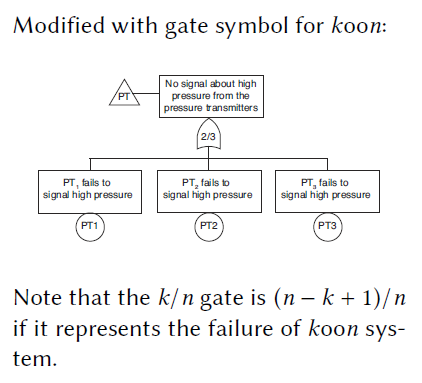 Modified with gate symbol for koon:
No signal about high
pressure from the
pressure transmitters
PT
2/3
PT₁ fails to
signal high pressure
PT₂ fails to
signal high pressure
PT₃ fails to
signal high pressure
PT1
PT2
PT3
Note that the k/n gate is (n − k + 1)/n
if it represents the failure of koon sys-
tem.